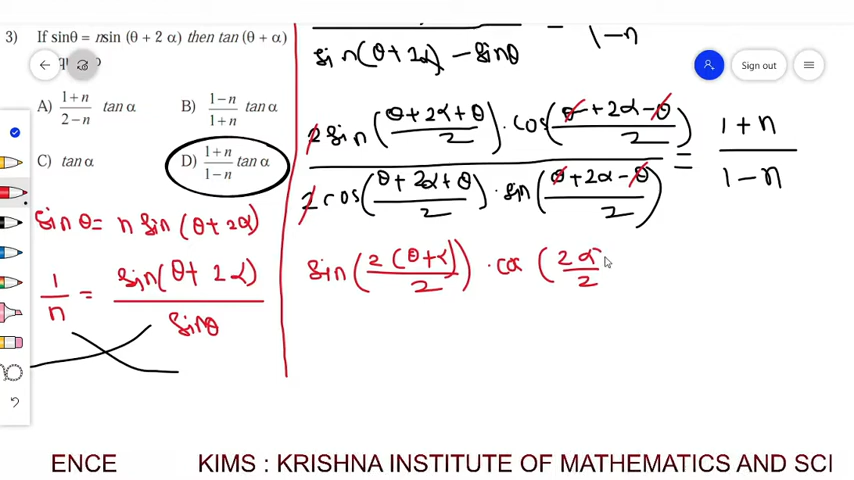 3) If sinθ = nsin (θ + 2 α) then tan (θ + α)
A) 1+n/2−n tan α B) 1−n/1+n tan α
C) tan α D) 1+n/1−n tan α
sin θ = n sin (θ + 2α)
1/n = sin(θ + 2α)/sinθ
sin(θ+2α) − sinθ = 1−n
2 sin (θ+2α+θ/2) . cos (θ+2α−θ/2) / 2 cos (θ+2α+θ/2) . sin (θ+2α−θ/2) = 1+n/1−n
sin (2(θ+α)/2) . cos (2α/2
Sign out
ENCE KIMS : KRISHNA INSTITUTE OF MATHEMATICS AND SCI